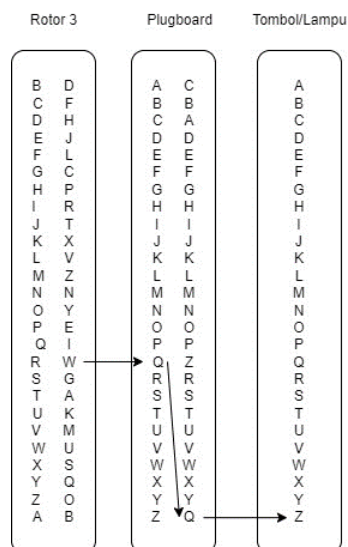 Rotor 3 Plugboard Tombol/Lampu
B D A C A
C F B B B
D H C A C
E J D D D
F L E E E
G C F F F
H P G G G
I R H H H
J T I I I
K X J J J
L V K K K
M Z L L L
N N M M M
O Y N N N
P E O O O
Q I P P P
R W Q Z Q
S G R R R
T A S S S
U K T T T
V M U U U
W U V V V
X S W W W
Y Q X X X
Z O Y Y Y
A B Z Q Z